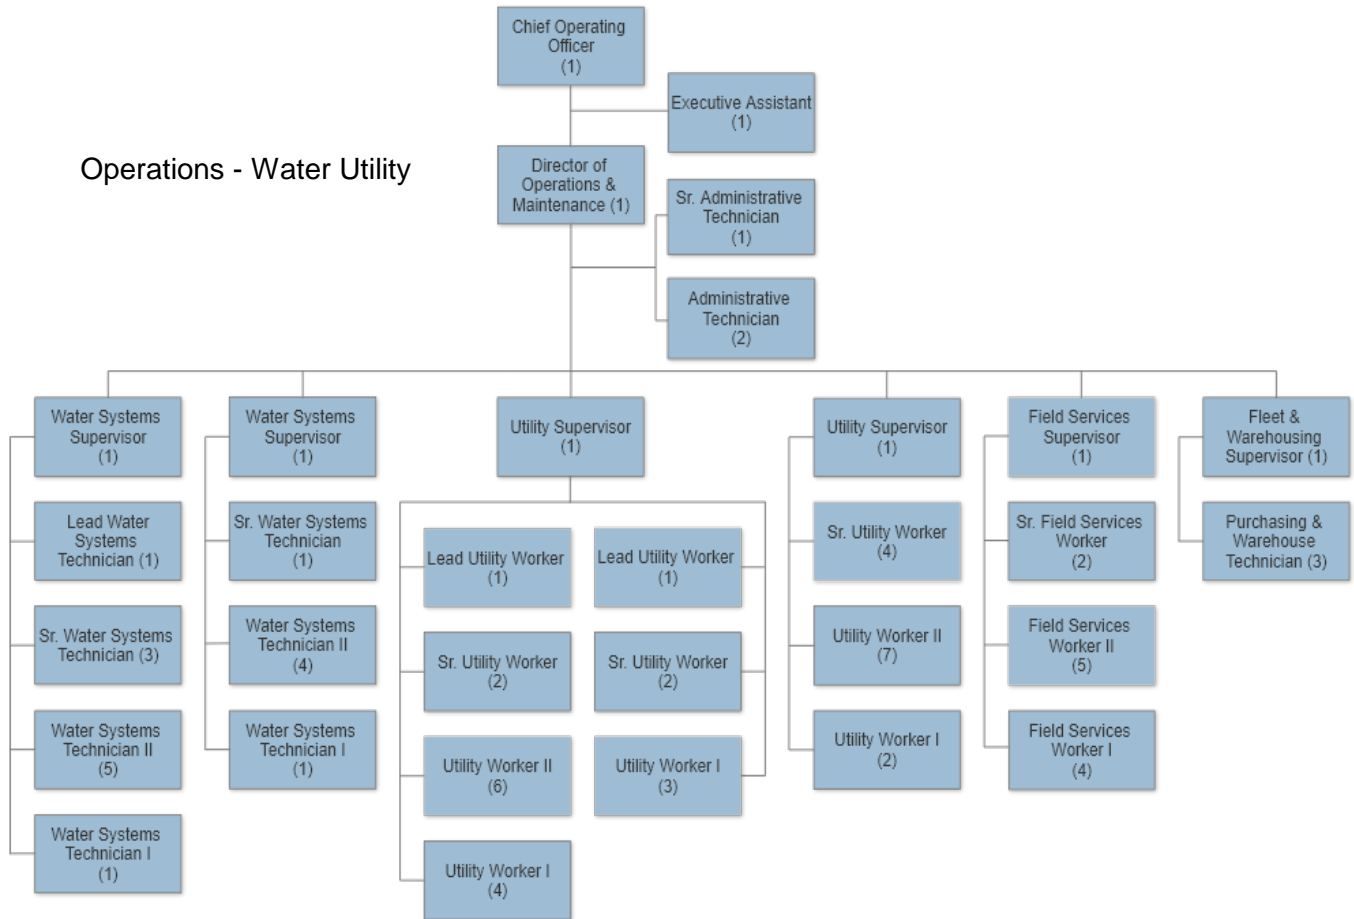 Chief Operating
Officer
(1)
Executive Assistant
(1)
Operations - Water Utility
Director of
Operations &
Maintenance (1)
Sr. Administrative
Technician
(1)
Administrative
Technician
(2)
Water Systems
Supervisor
(1)
Lead Water
Systems
Technician (1)
Sr. Water Systems
Technician (3)
Water Systems
Technician II
(5)
Water Systems
Technician I
(1)
Water Systems
Supervisor
(1)
Sr. Water Systems
Technician
(1)
Water Systems
Technician II
(4)
Water Systems
Technician I
(1)
Utility Supervisor
(1)
Lead Utility Worker
(1)
Sr. Utility Worker
(2)
Utility Worker II
(6)
Utility Worker I
(4)
Lead Utility Worker
(1)
Sr. Utility Worker
(2)
Utility Worker I
(3)
Utility Supervisor
(1)
Sr. Utility Worker
(4)
Utility Worker II
(7)
Utility Worker I
(2)
Field Services
Supervisor
(1)
Sr. Field Services
Worker
(2)
Field Services
Worker II
(5)
Field Services
Worker I
(4)
Fleet &
Warehousing
Supervisor (1)
Purchasing &
Warehouse
Technician (3)